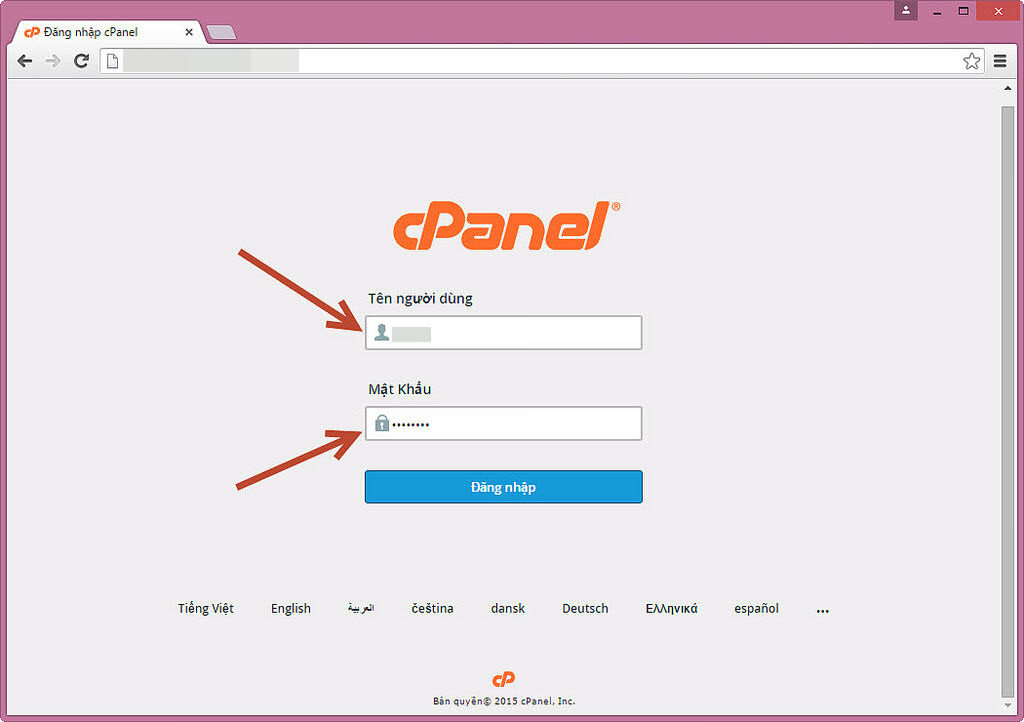 Đăng nhập cPanel
cPanel®
Tên người dùng
Mật Khẩu
Đăng nhập
Tiếng Việt English العربية čeština dansk Deutsch Ελληνικά español ...
cP
Bản quyền© 2015 cPanel, Inc.